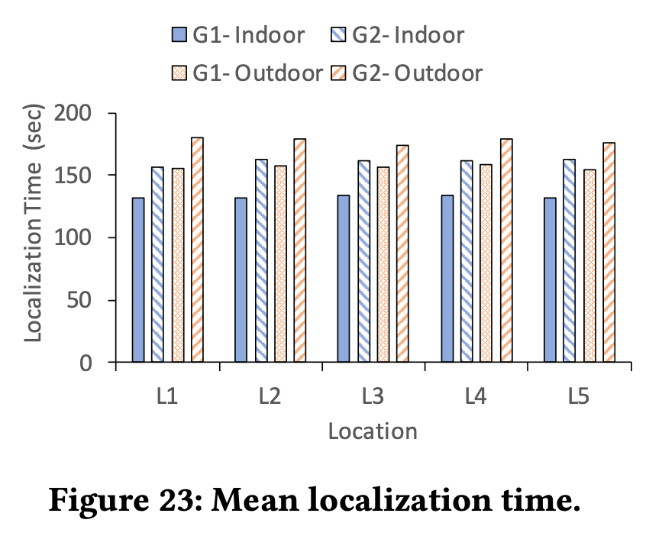 G1- Indoor G2- Indoor
G1- Outdoor G2- Outdoor
Localization Time (sec)
200
150
100
50
0
L1 L2 L3 L4 L5
Location
Figure 23: Mean localization time.